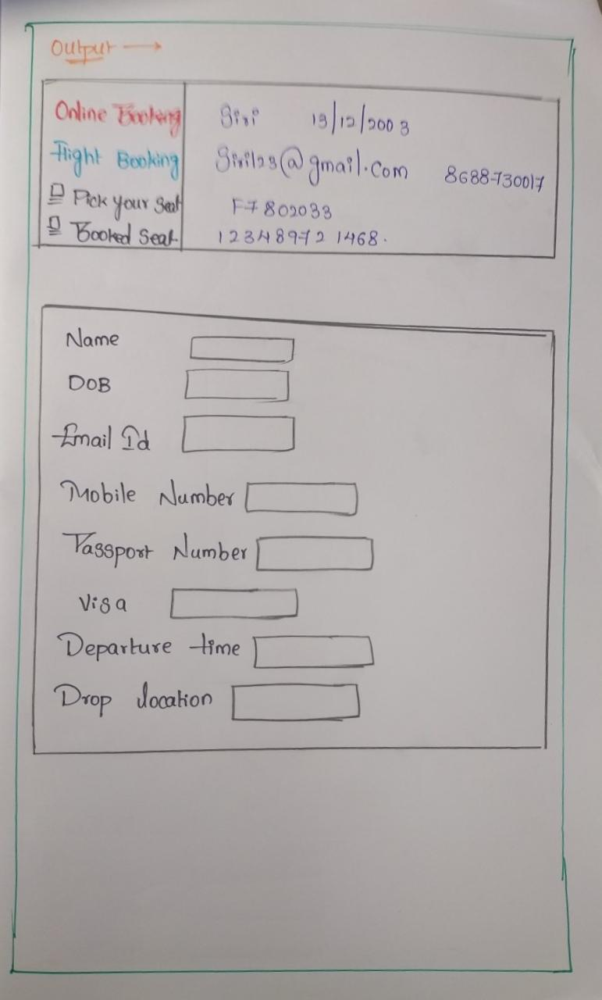 Output →
Online Booking
Siri 19/12/2003
Flight Booking
Siri123@gmail.com 8688730017
Pick your Seat
F7802033
Booked Seat
123489721468.
Name
DOB
Email Id
Mobile Number
Passport Number
Visa
Departure time
Drop location